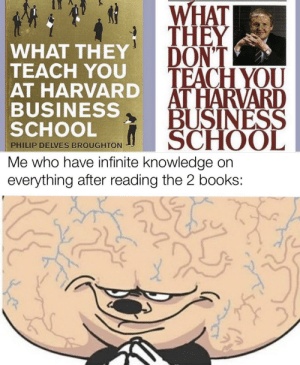 WHAT THEY
TEACH YOU
AT HARVARD
BUSINESS
SCHOOL
PHILIP DELVES BROUGHTON
WHAT
THEY
DON'T
TEACH YOU
AT HARVARD
BUSINESS
SCHOOL
Me who have infinite knowledge on
everything after reading the 2 books: